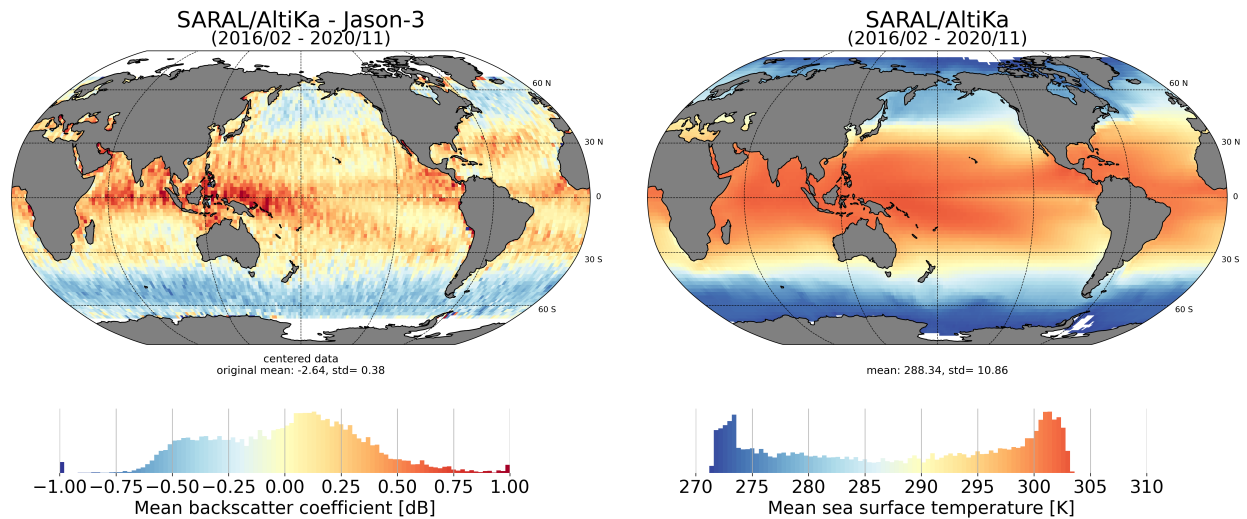 SARAL/AltiKa - Jason-3
(2016/02 - 2020/11)
60 N
30 N
0
30 S
60 S
centered data
original mean: -2.64, std= 0.38
−1.00 −0.75 −0.50 −0.25 0.00 0.25 0.50 0.75 1.00
Mean backscatter coefficient [dB]
SARAL/AltiKa
(2016/02 - 2020/11)
60 N
30 N
0
30 S
60 S
mean: 288.34, std= 10.86
270 275 280 285 290 295 300 305 310
Mean sea surface temperature [K]